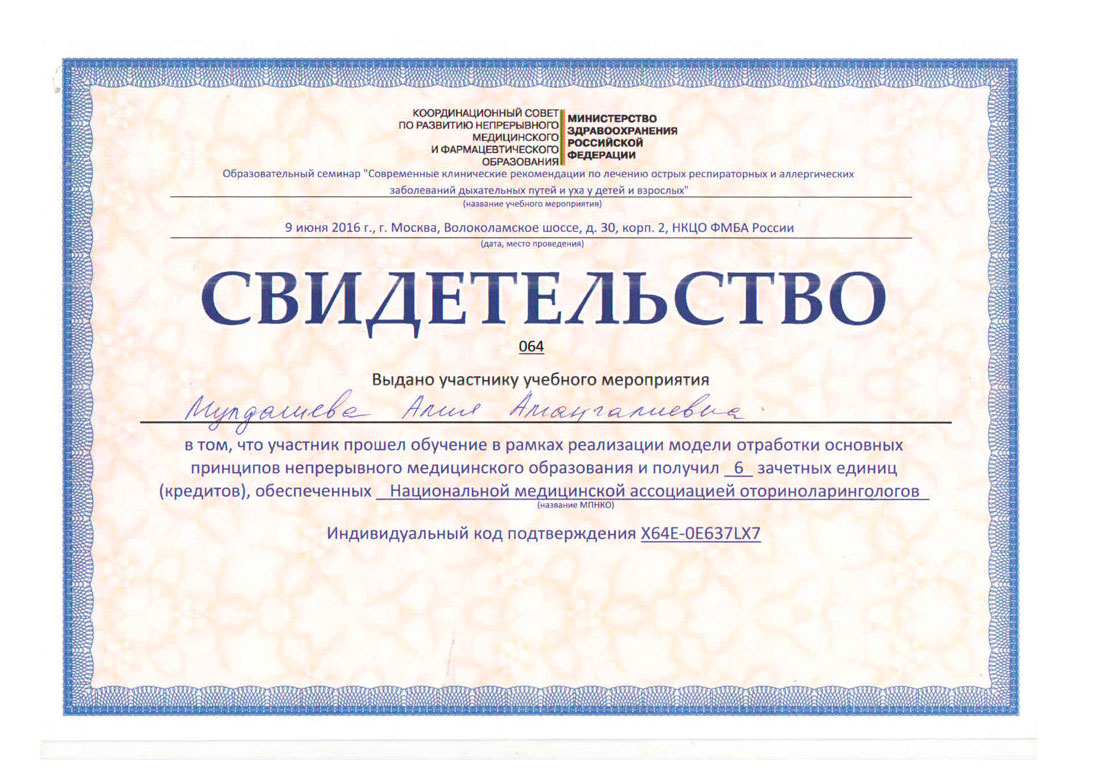 КООРДИНАЦИОННЫЙ СОВЕТ
ПО РАЗВИТИЮ НЕПРЕРЫВНОГО
МЕДИЦИНСКОГО
И ФАРМАЦЕВТИЧЕСКОГО
ОБРАЗОВАНИЯ
МИНИСТЕРСТВО
ЗДРАВООХРАНЕНИЯ
РОССИЙСКОЙ
ФЕДЕРАЦИИ
Образовательный семинар "Современные клинические рекомендации по лечению острых респираторных и аллергических
заболеваний дыхательных путей и уха у детей и взрослых"
(название учебного мероприятия)
9 июня 2016 г., г. Москва, Волоколамское шоссе, д. 30, корп. 2, НКЦО ФМБА России
(дата, место проведения)
СВИДЕТЕЛЬСТВО
064
Выдано участнику учебного мероприятия
Мулдашева Алия Амангалиевна
в том, что участник прошел обучение в рамках реализации модели отработки основных
принципов непрерывного медицинского образования и получил 6 зачетных единиц
(кредитов), обеспеченных Национальной медицинской ассоциацией оториноларингологов
(название МПНКО)
Индивидуальный код подтверждения X64E-0E637LX7